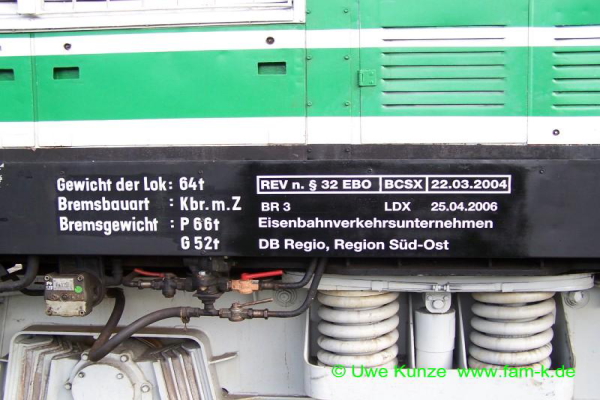 Gewicht der Lok: 64t
Bremsbauart : Kbr.m.Z
Bremsgewicht : P 66t
G 52t
REV n. § 32 EBO BCSX 22.03.2004
BR 3 LDX 25.04.2006
Eisenbahnverkehrsunternehmen
DB Regio, Region Süd-Ost
© Uwe Kunze www.fam-k.de